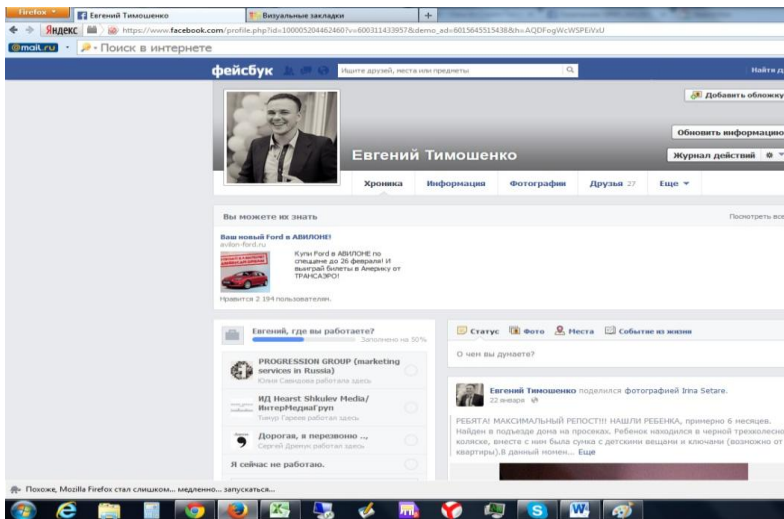 Firefox
Евгений Тимошенко
Визуальные закладки
+
Яндекс
https://www.facebook.com/profile.php?id=100005204462460
@mail.ru
Поиск в интернете
фейсбук
Ищите друзей, места или предметы
Найти д
Добавить обложку
Обновить информацию
Евгений Тимошенко
Журнал действий
Хроника Информация Фотографии Друзья 27 Еще
Вы можете их знать
Посмотреть все
Ваш новый Ford в АВИЛОНЕ!
avilon-ford.ru
Купи Ford в АВИЛОНЕ по
спеццене до 26 февраля! И
выиграй билеты в Америку от
ТРАНСАЭРО!
Нравится 2 194 пользователям.
Евгений, где вы работаете?
Заполнено на 50%
PROGRESSION GROUP (marketing
services in Russia)
Юлия Савидова работала здесь
ИД Hearst Shkulev Media/
ИнтерМедиаГруп
Тимур Гареев работал здесь
Дорогая, я перезвоню ..,
Сергей Дремук работал здесь
Я сейчас не работаю.
Статус Фото Места Событие из жизни
О чем вы думаете?
Евгений Тимошенко поделился фотографией Irina Setare.
22 января
РЕБЯТА! МАКСИМАЛЬНЫЙ РЕПОСТ!!! НАШЛИ РЕБЕНКА, примерно 6 месяцев.
Найден в подъезде дома на просеках. Ребенок находился в черной трехколесно
коляске, вместе с ним была сумка с детскими вещами и ключами (возможно от
квартиры).В данный момен... Еще
Похоже, Mozilla Firefox стал слишком... медленно... запускаться...